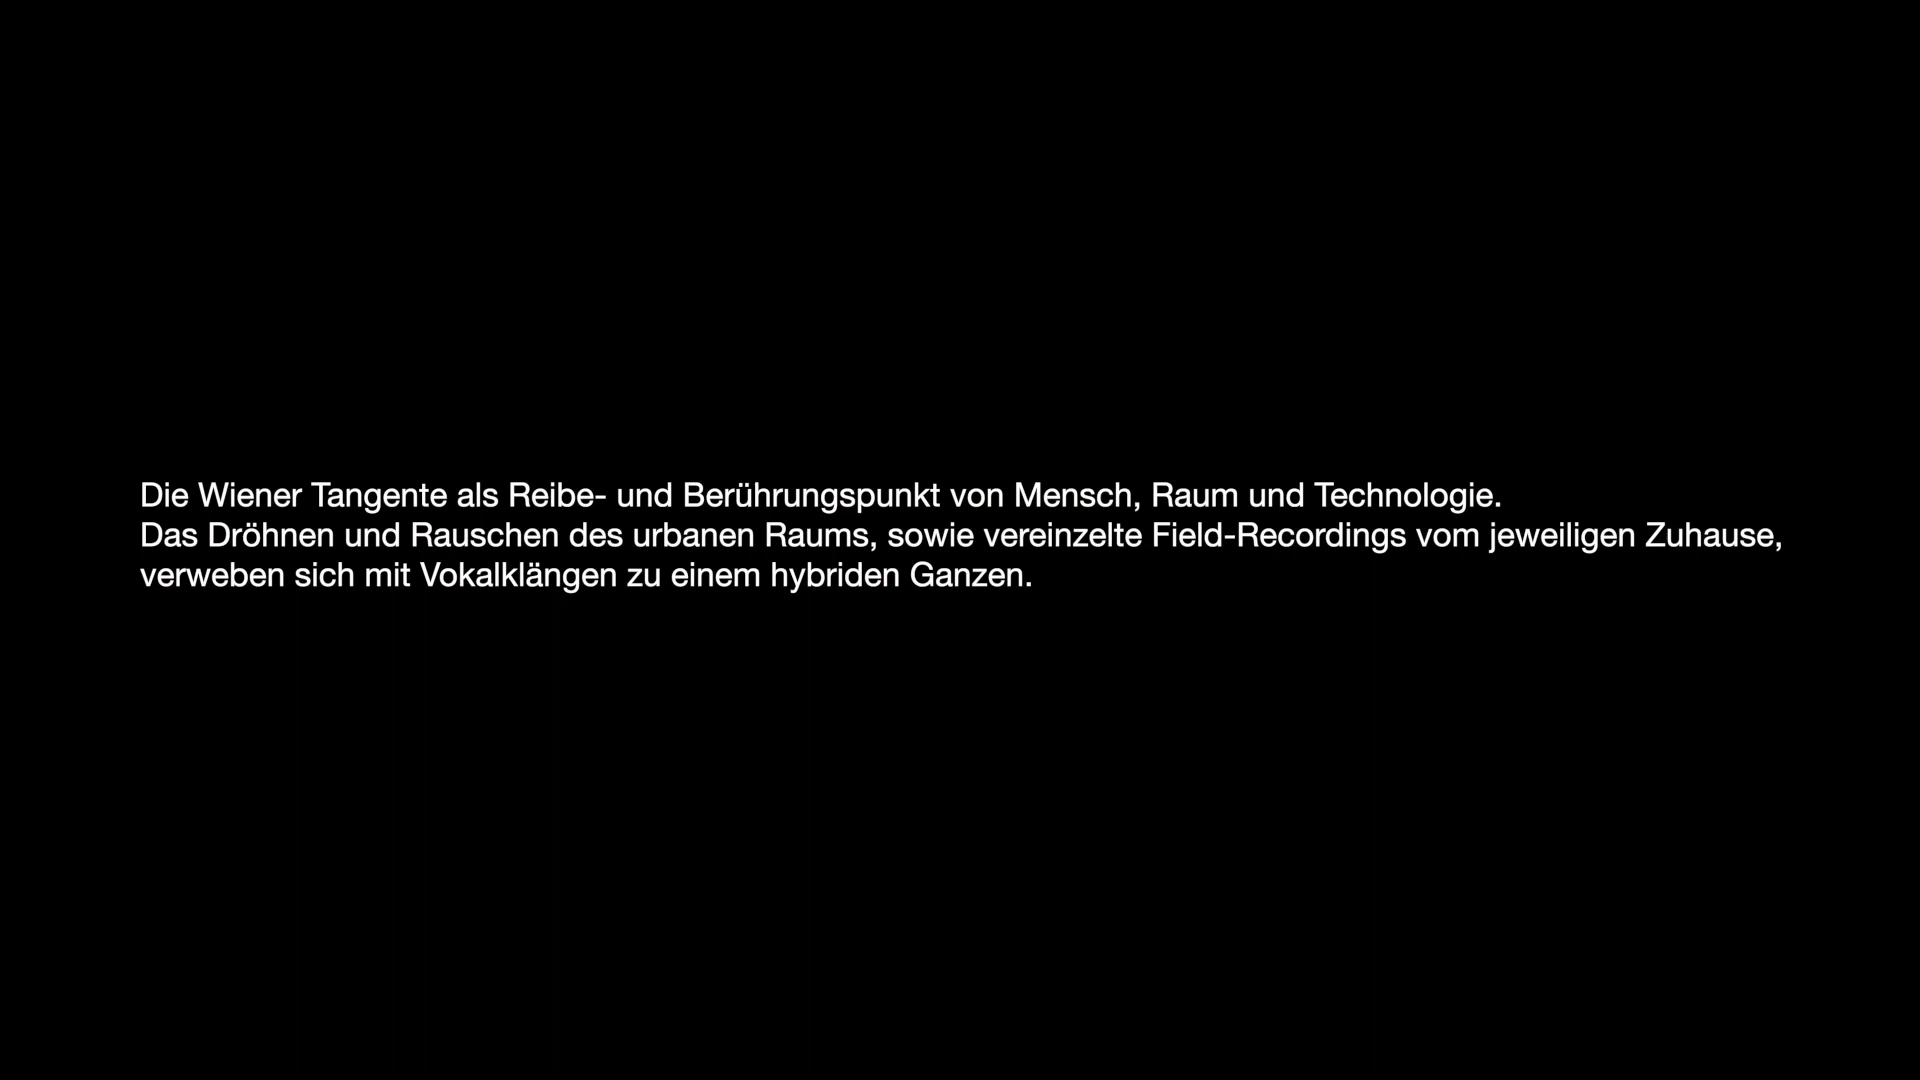 Die Wiener Tangente als Reibe- und Berührungspunkt von Mensch, Raum und Technologie.
Das Dröhnen und Rauschen des urbanen Raums, sowie vereinzelte Field-Recordings vom jeweiligen Zuhause,
verweben sich mit Vokalklängen zu einem hybriden Ganzen.